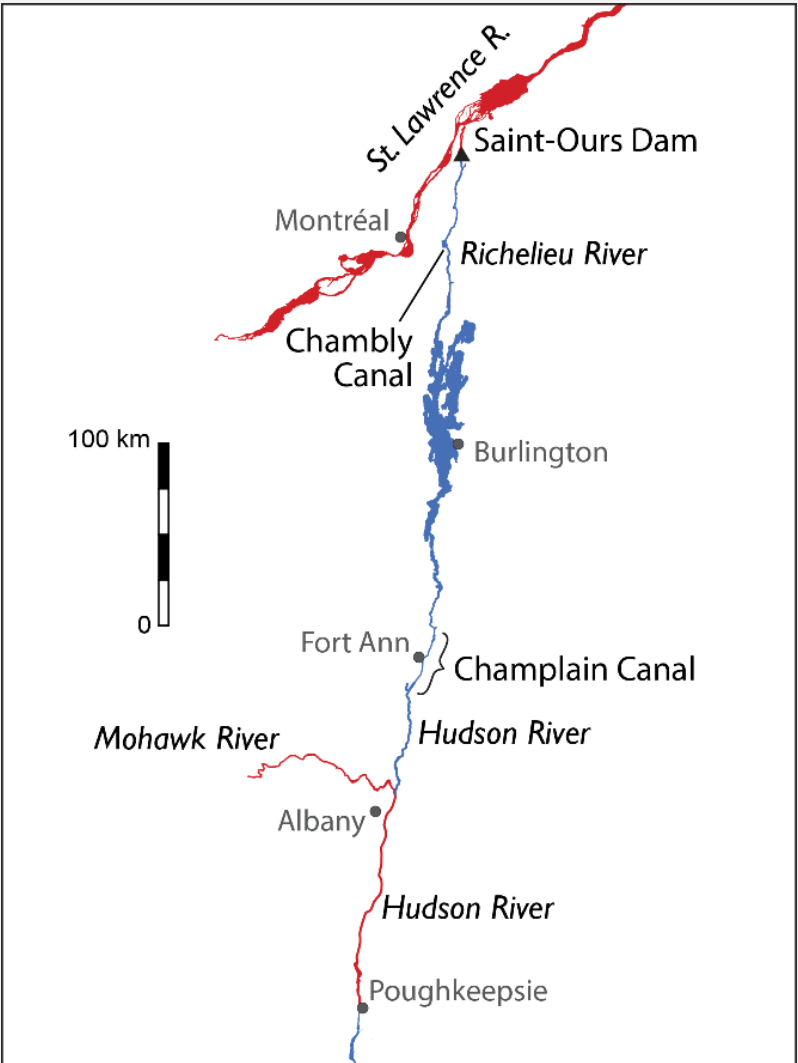 St. Lawrence R.
Saint-Ours Dam
Montréal
Richelieu River
Chambly
Canal
100 km
Burlington
0
Fort Ann
Champlain Canal
Mohawk River
Hudson River
Albany
Hudson River
Poughkeepsie